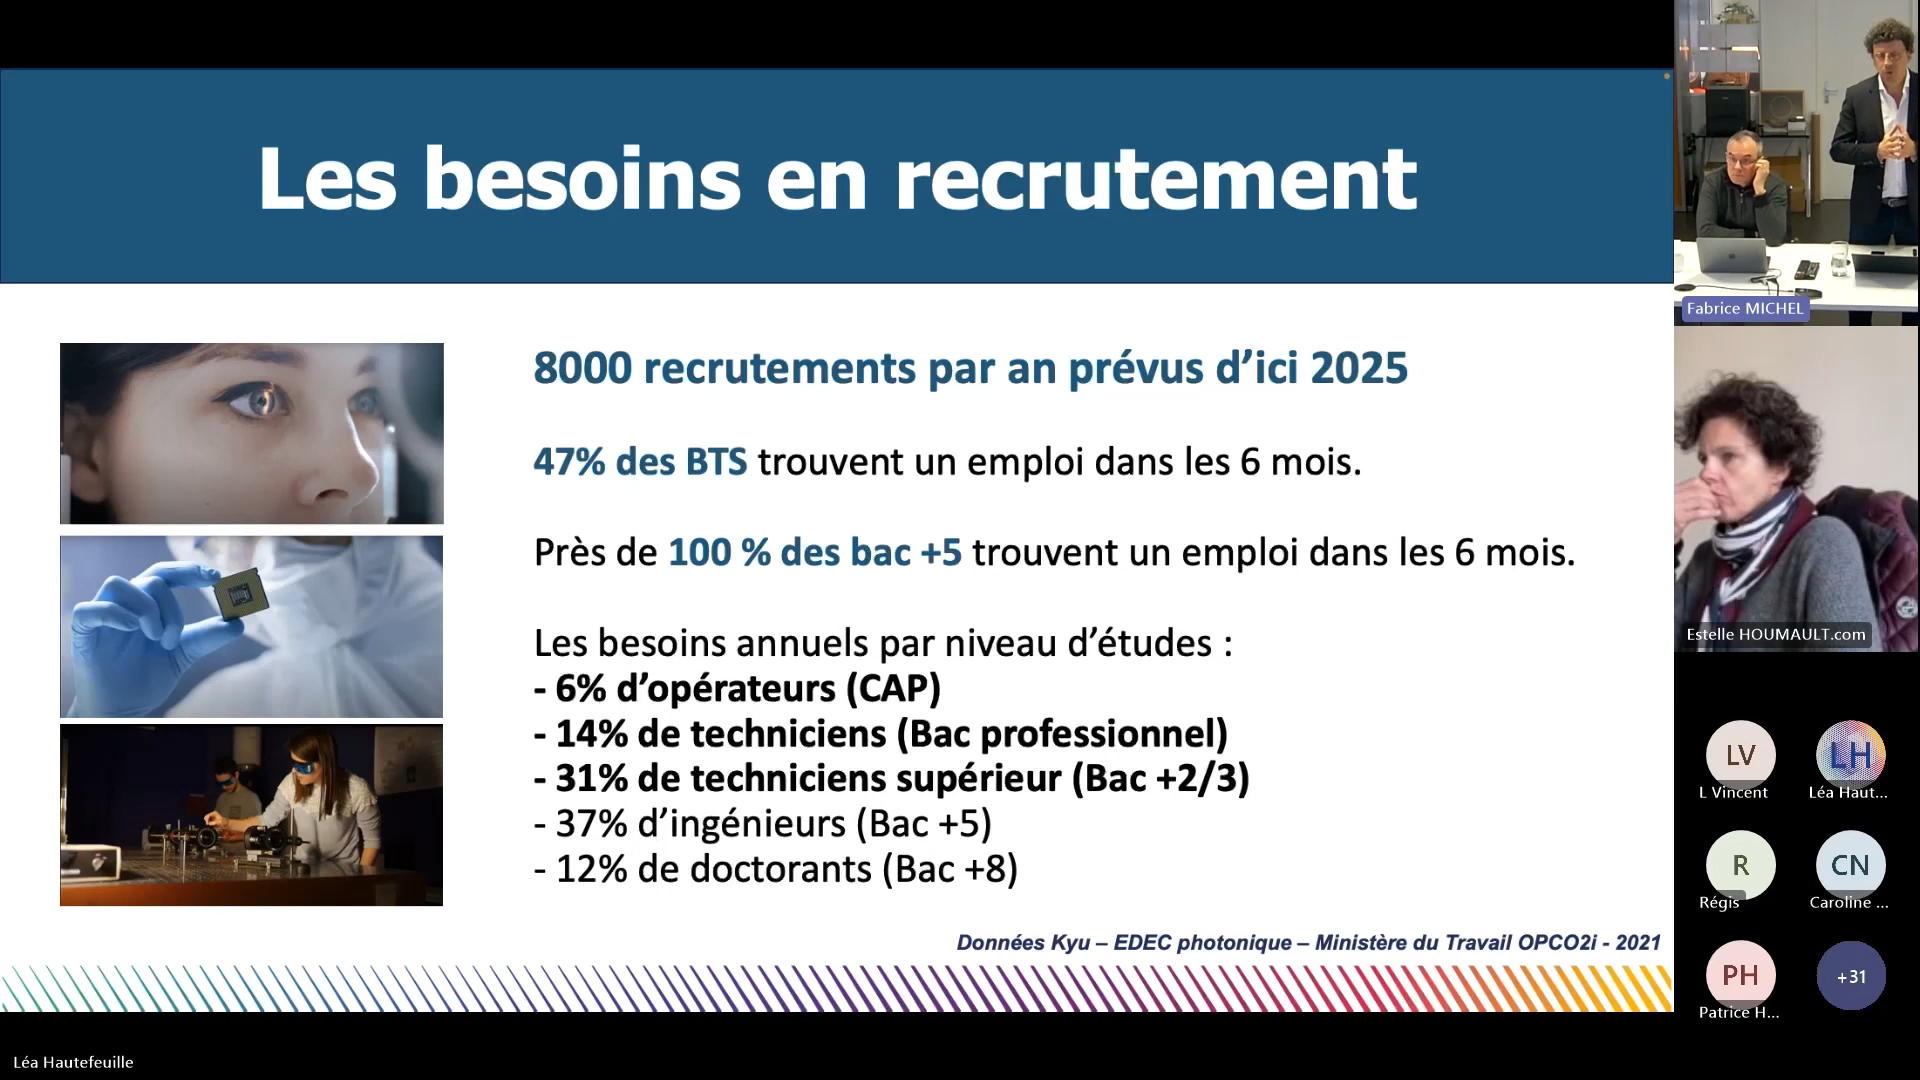 Les besoins en recrutement
8000 recrutements par an prévus d’ici 2025
47% des BTS trouvent un emploi dans les 6 mois.
Près de 100 % des bac +5 trouvent un emploi dans les 6 mois.
Les besoins annuels par niveau d’études :
- 6% d’opérateurs (CAP)
- 14% de techniciens (Bac professionnel)
- 31% de techniciens supérieur (Bac +2/3)
- 37% d’ingénieurs (Bac +5)
- 12% de doctorants (Bac +8)
Données Kyu – EDEC photonique – Ministère du Travail OPCO2i - 2021
Fabrice MICHEL
Estelle HOUMAULT.com
LV
L Vincent
LH
Léa Haut...
R
Régis
CN
Caroline ...
PH
Patrice H...
+31
Léa Hautefeuille